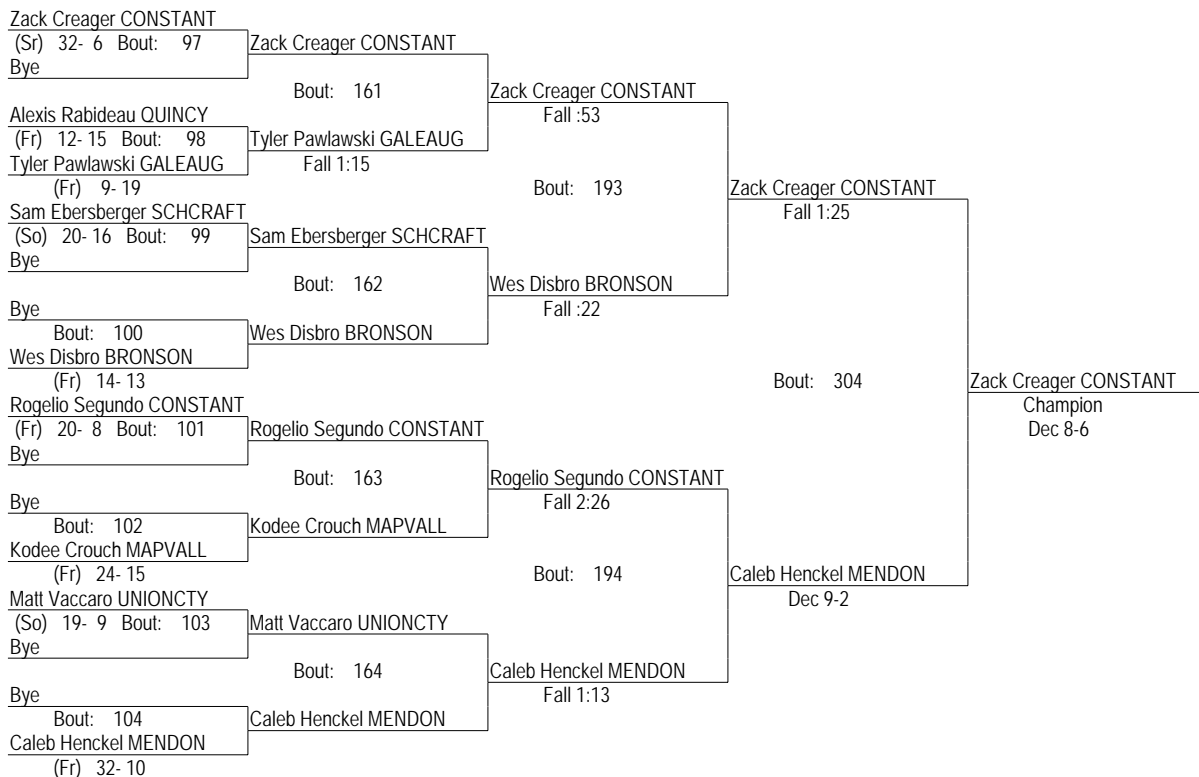 Zack Creager CONSTANT
(Sr) 32- 6 Bout: 97
Bye
Alexis Rabideau QUINCY
(Fr) 12- 15 Bout: 98
Tyler Pawlawski GALEAUG
(Fr) 9- 19
Sam Ebersberger SCHCRAFT
(So) 20- 16 Bout: 99
Bye
Bye
Bout: 100
Wes Disbro BRONSON
(Fr) 14- 13
Rogelio Segundo CONSTANT
(Fr) 20- 8 Bout: 101
Bye
Bye
Bout: 102
Kodee Crouch MAPVALL
(Fr) 24- 15
Matt Vaccaro UNIONCTY
(So) 19- 9 Bout: 103
Bye
Bye
Bout: 104
Caleb Henckel MENDON
(Fr) 32- 10
Zack Creager CONSTANT
Bout: 161
Tyler Pawlawski GALEAUG
Fall 1:15
Sam Ebersberger SCHCRAFT
Bout: 162
Wes Disbro BRONSON
Rogelio Segundo CONSTANT
Bout: 163
Kodee Crouch MAPVALL
Matt Vaccaro UNIONCTY
Bout: 164
Caleb Henckel MENDON
Zack Creager CONSTANT
Fall :53
Bout: 193
Wes Disbro BRONSON
Fall :22
Rogelio Segundo CONSTANT
Fall 2:26
Bout: 194
Caleb Henckel MENDON
Fall 1:13
Zack Creager CONSTANT
Fall 1:25
Bout: 304
Caleb Henckel MENDON
Dec 9-2
Zack Creager CONSTANT
Champion
Dec 8-6